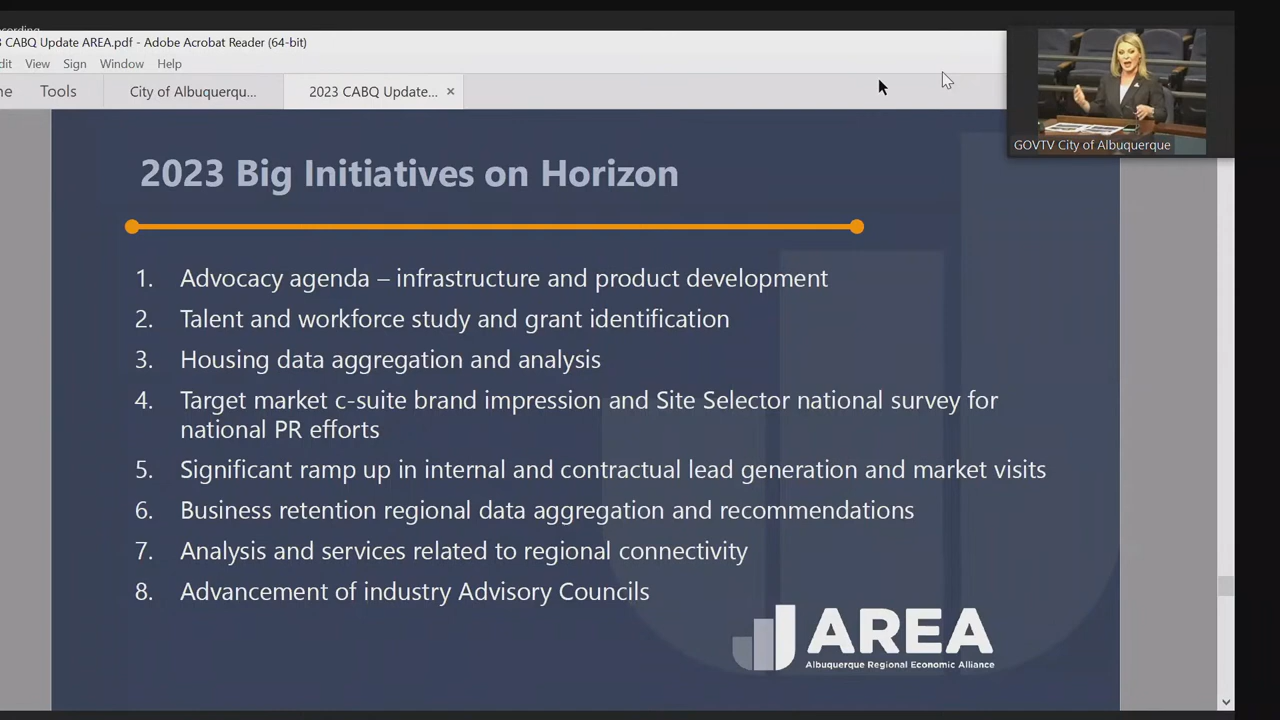 CABQ Update AREA.pdf - Adobe Acrobat Reader (64-bit)
View Sign Window Help
Tools City of Albuquerqu... 2023 CABQ Update... ×
GOVTV City of Albuquerque
2023 Big Initiatives on Horizon
1. Advocacy agenda – infrastructure and product development
2. Talent and workforce study and grant identification
3. Housing data aggregation and analysis
4. Target market c-suite brand impression and Site Selector national survey for
national PR efforts
5. Significant ramp up in internal and contractual lead generation and market visits
6. Business retention regional data aggregation and recommendations
7. Analysis and services related to regional connectivity
8. Advancement of industry Advisory Councils
AREA
Albuquerque Regional Economic Alliance